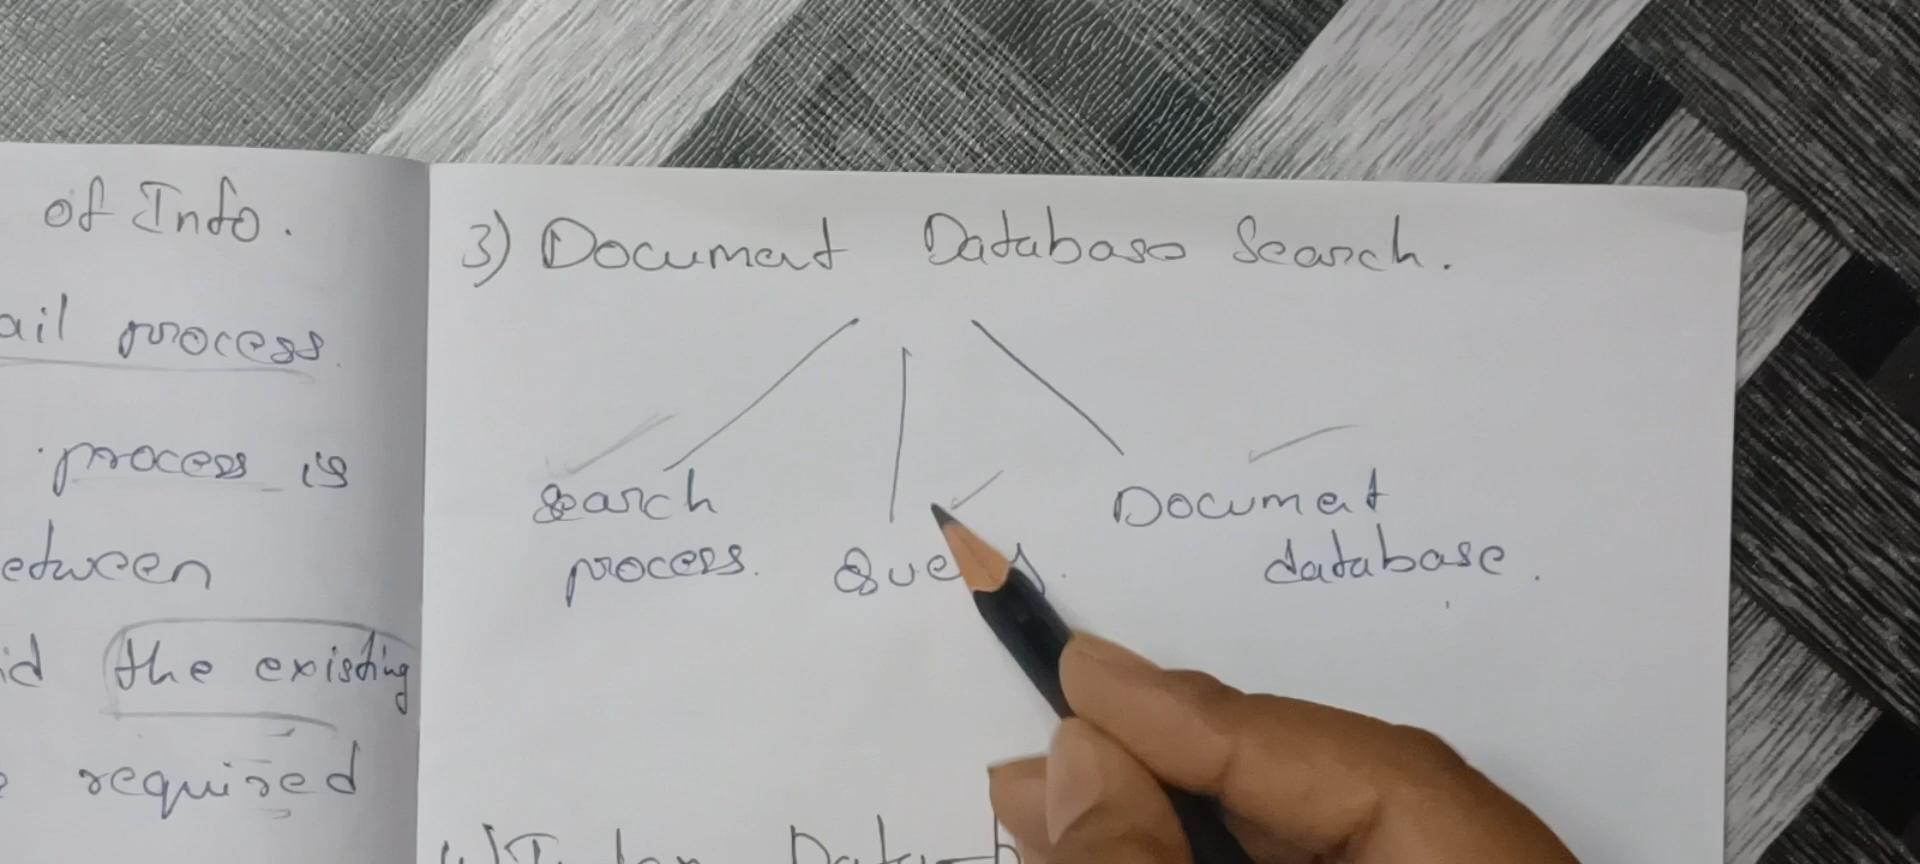 of Info.
ail process.
process is
etween
id the existing
required
3) Document Database Search.
Search
process.
Query.
Document
database.